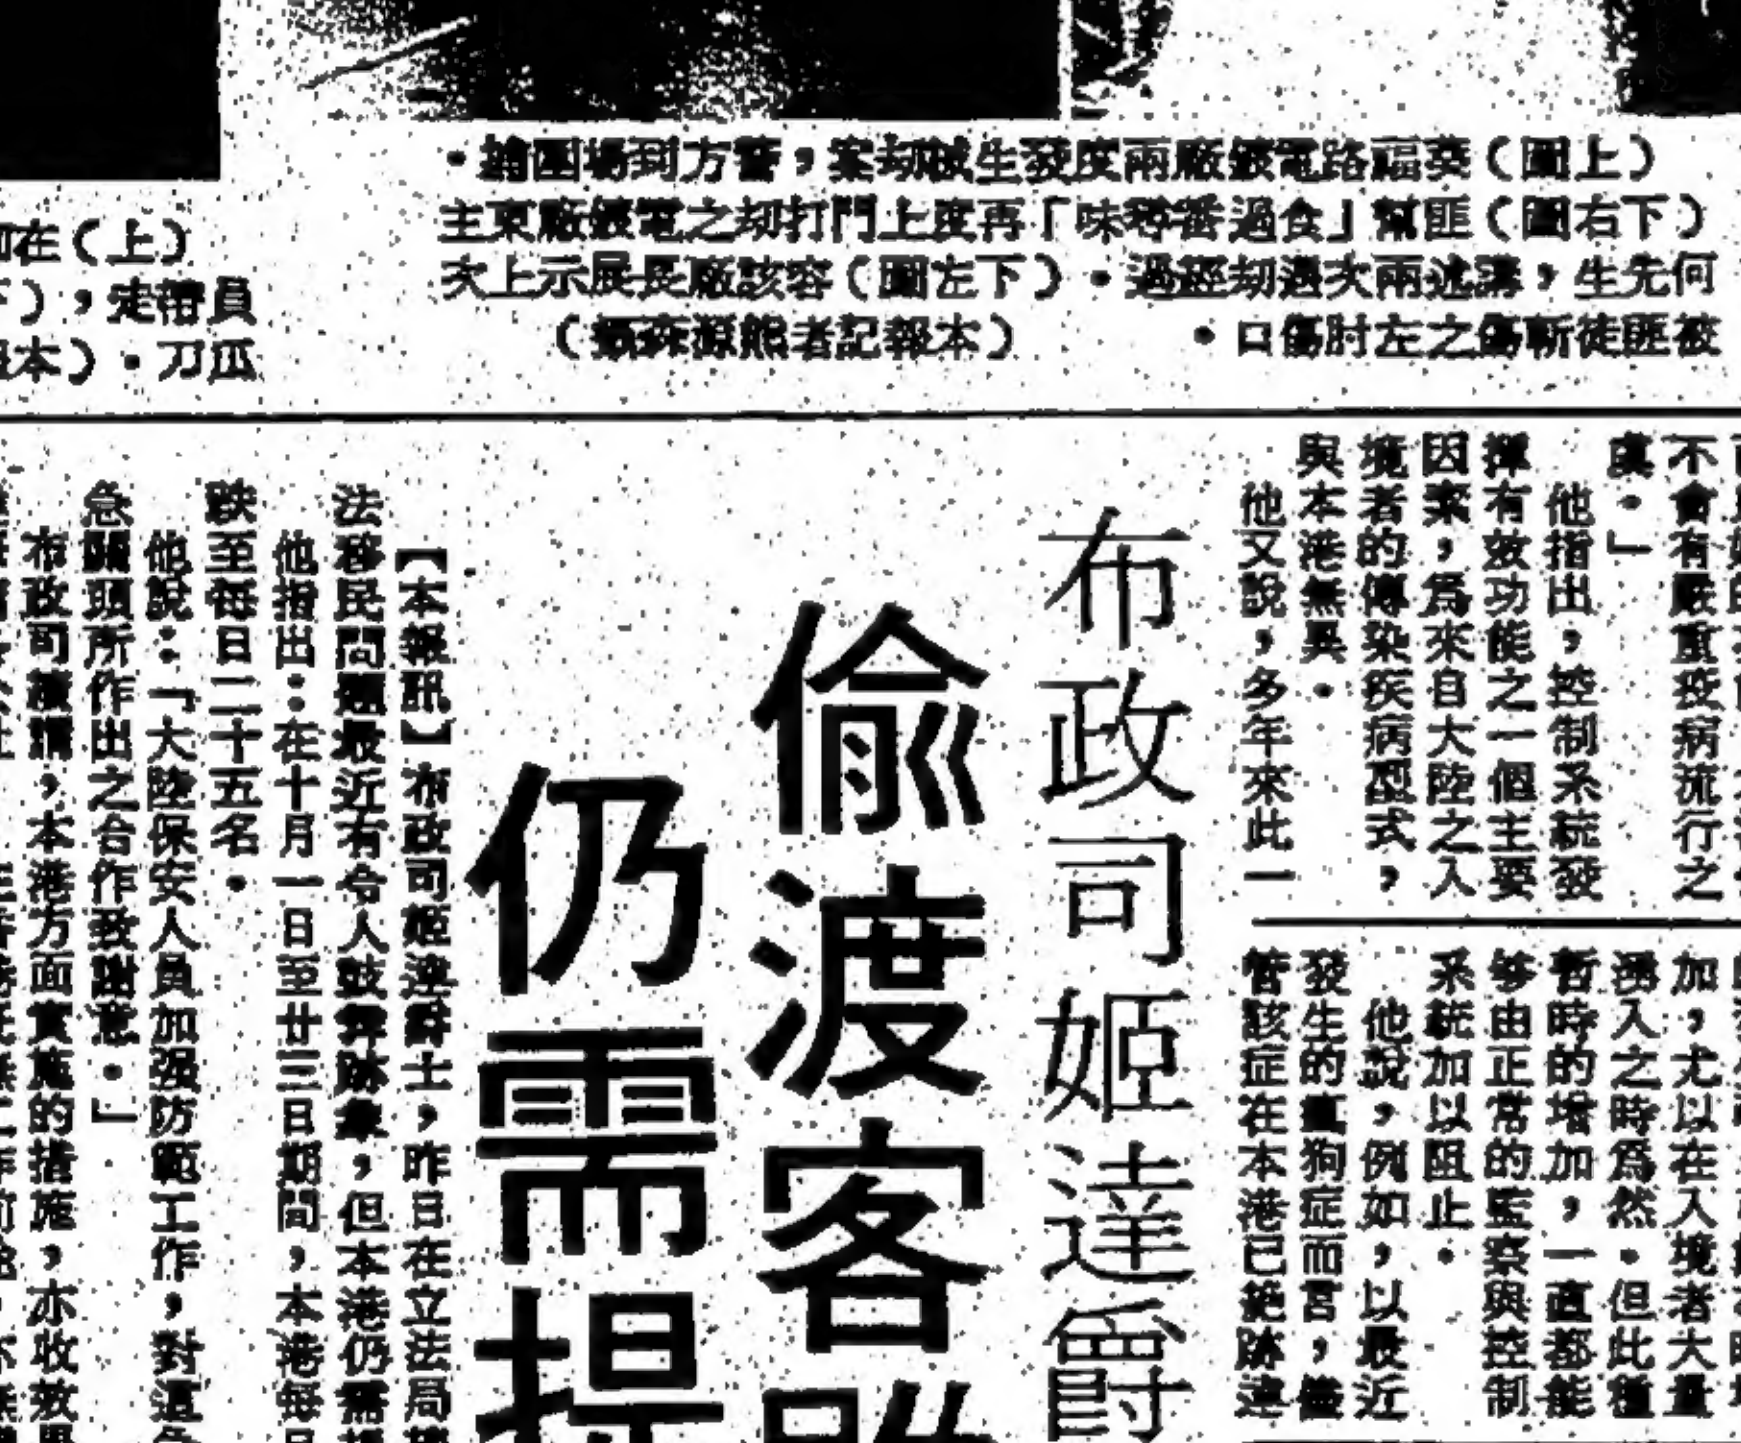 (上圖)葵福路電鍍廠兩度發生械劫案，警方到場圍捕・
(下右圖)匪幫「食過番尋味」再度上門打劫之電鍍廠東主
何先生，講述兩次遇劫經過・(下左圖)容該廠長展示上次
被匪徒斬傷之左肘傷口・
(本報記者熊源森攝)
(上)在
員
瓜刀・(本
不會有嚴重疫病流行之
虞・」
他指出，控制系統發
揮有效功能之一個主要
因素，為來自大陸之入
境者的傳染疾病型式，
與本港無異・
他又說，多年來此一
加，尤以在入境者大量
湧入之時為然・但此種
暫時的增加，一直都能
够由正常的監察與控制
系統加以阻止・
他說，例如，以最近
發生的瘋狗症而言，儘
管該症在本港已絕跡達
布政司姬達爵
偷渡客
仍需提
【本報訊】布政司姬達爵士，昨日在立法局
法移民問題最近有令人鼓舞跡象，但本港仍需
他指出：在十月一日至廿三日期間，本港每
跌至每日二十五名・
他說：「大陸保安人員加强防範工作，對這
急關頭所作出之合作致謝意・」
布政司續謂，本港方面實施的措施，亦收效